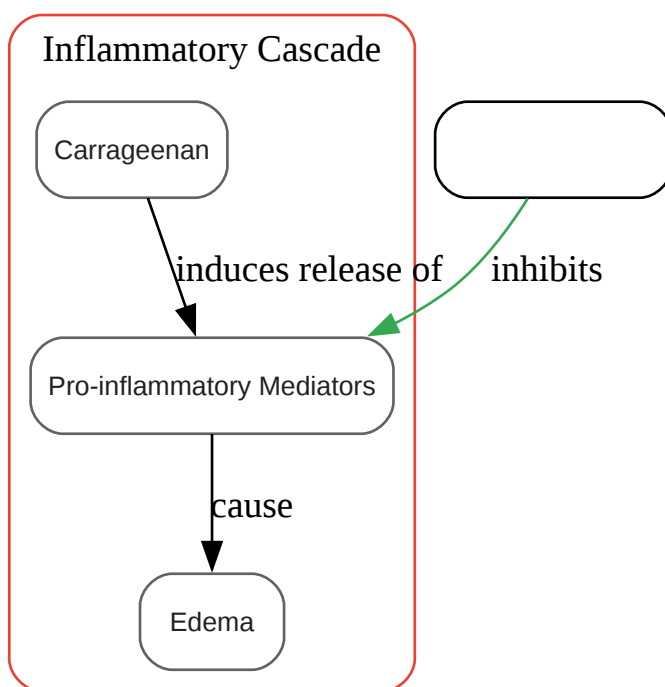 Inflammatory Cascade
Carrageenan
induces release of
inhibits
Pro-inflammatory Mediators
cause
Edema